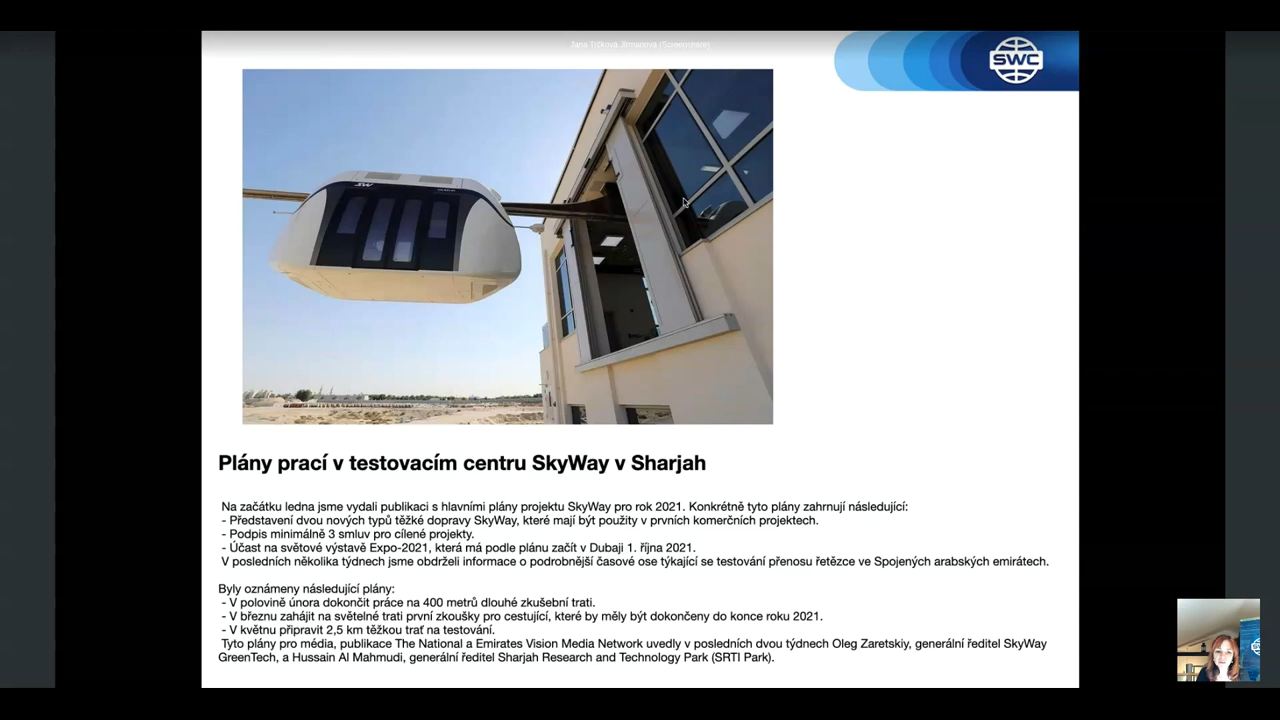 Jana Tičková Jirmanová (Screenshare)
SWC
SW
Plány prací v testovacím centru SkyWay v Sharjah
Na začátku ledna jsme vydali publikaci s hlavními plány projektu SkyWay pro rok 2021. Konkrétně tyto plány zahrnují následující:
- Představení dvou nových typů těžké dopravy SkyWay, které mají být použity v prvních komerčních projektech.
- Podpis minimálně 3 smluv pro cílené projekty.
- Účast na světové výstavě Expo-2021, která má podle plánu začít v Dubaji 1. října 2021.
V posledních několika týdnech jsme obdrželi informace o podrobnější časové ose týkající se testování přenosu řetězce ve Spojených arabských emirátech.
Byly oznámeny následující plány:
- V polovině února dokončit práce na 400 metrů dlouhé zkušební trati.
- V březnu zahájit na světelné trati první zkoušky pro cestující, které by měly být dokončeny do konce roku 2021.
- V květnu připravit 2,5 km těžkou trať na testování.
Tyto plány pro média, publikace The National a Emirates Vision Media Network uvedly v posledních dvou týdnech Oleg Zaretskiy, generální ředitel SkyWay
GreenTech, a Hussain Al Mahmudi, generální ředitel Sharjah Research and Technology Park (SRTI Park).